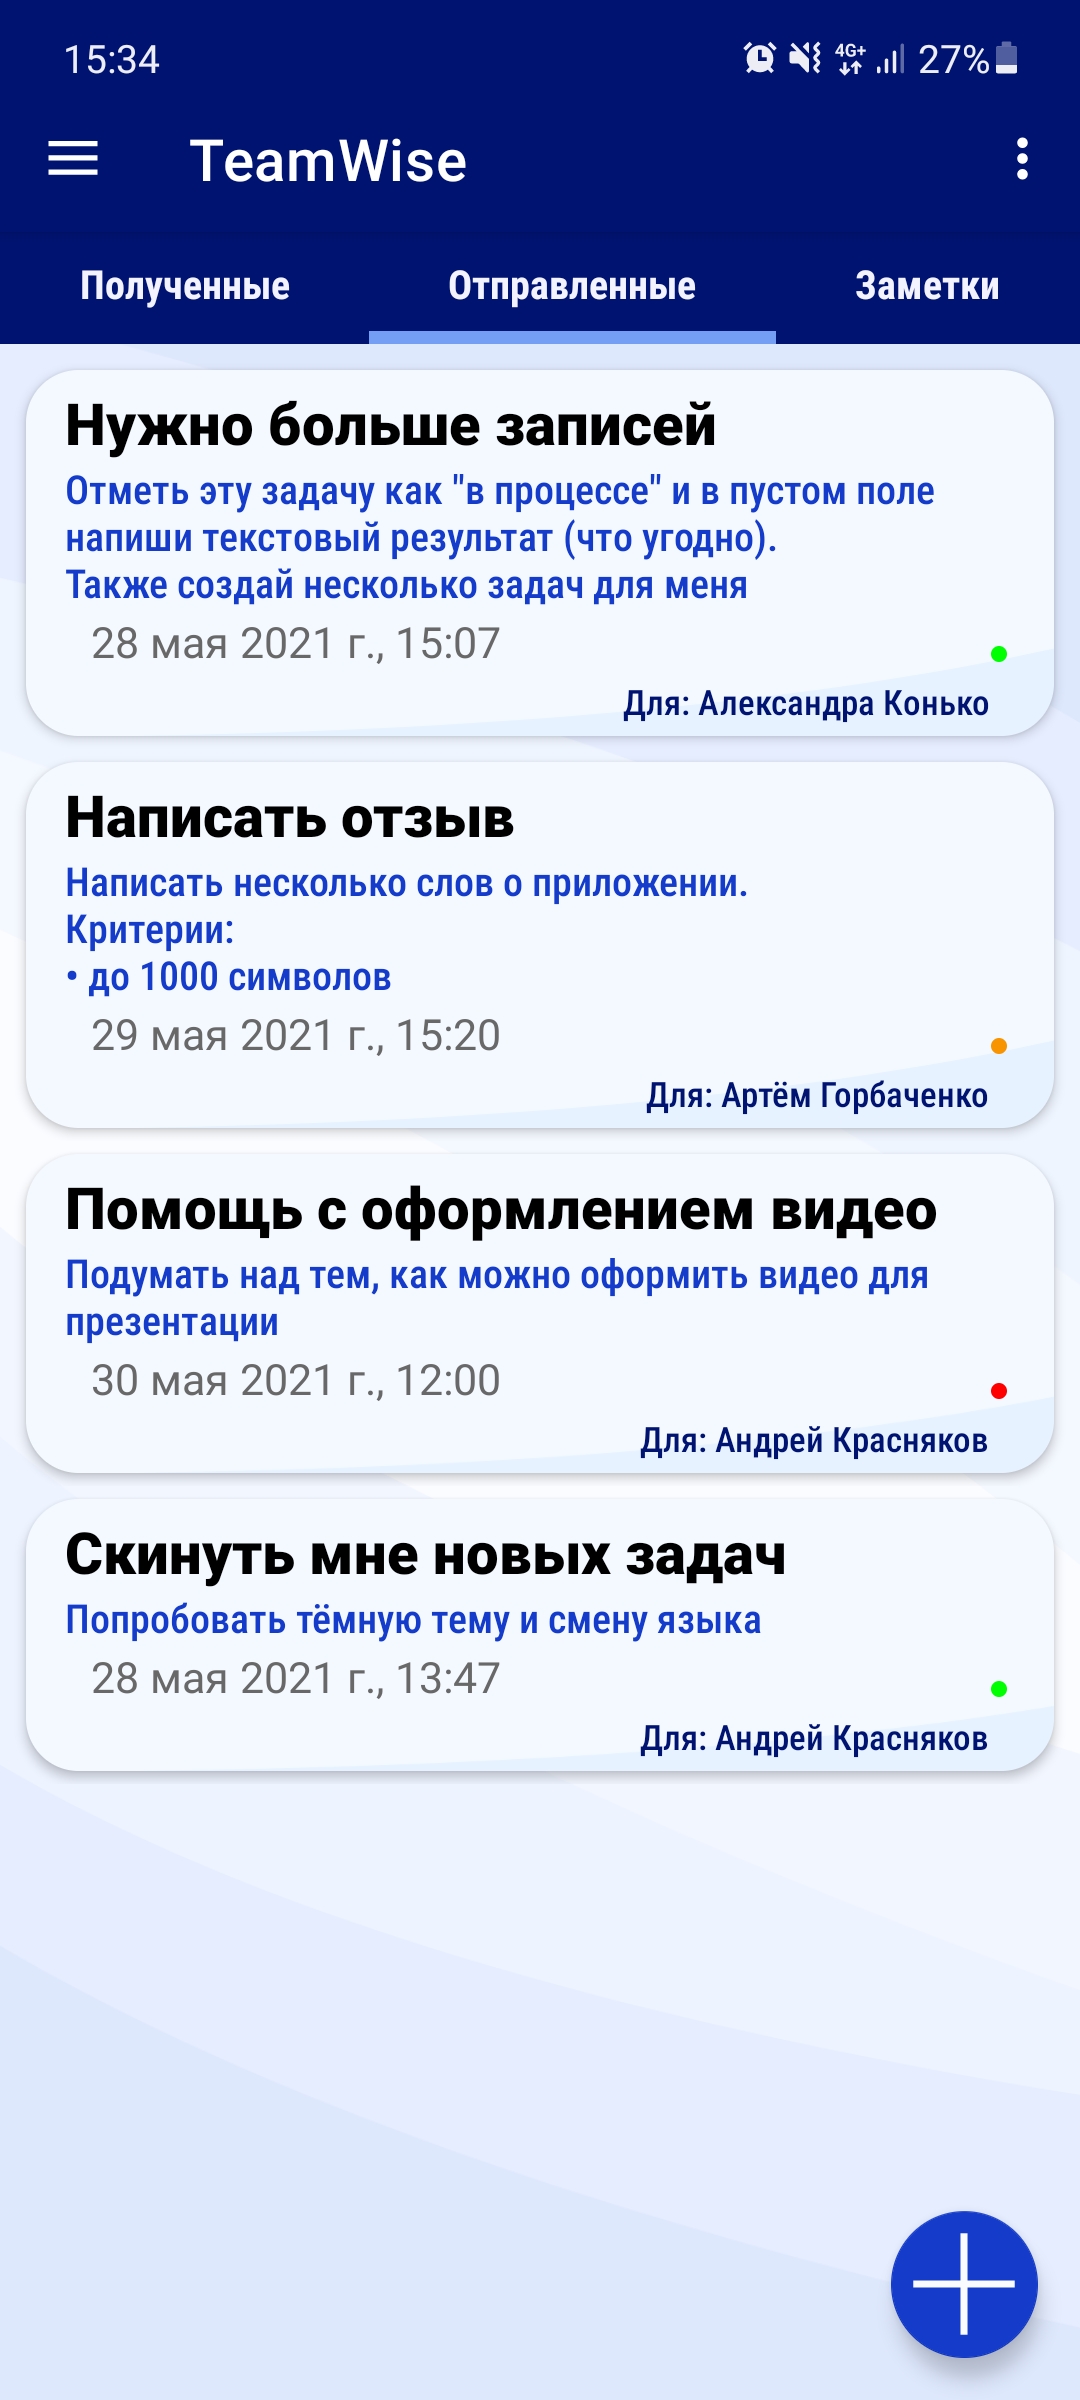 15:34
4G+ 27%
TeamWise
Полученные Отправленные Заметки
Нужно больше записей
Отметь эту задачу как "в процессе" и в пустом поле
напиши текстовый результат (что угодно).
Также создай несколько задач для меня
28 мая 2021 г., 15:07
Для: Александра Конько
Написать отзыв
Написать несколько слов о приложении.
Критерии:
• до 1000 символов
29 мая 2021 г., 15:20
Для: Артём Горбаченко
Помощь с оформлением видео
Подумать над тем, как можно оформить видео для
презентации
30 мая 2021 г., 12:00
Для: Андрей Красняков
Скинуть мне новых задач
Попробовать тёмную тему и смену языка
28 мая 2021 г., 13:47
Для: Андрей Красняков